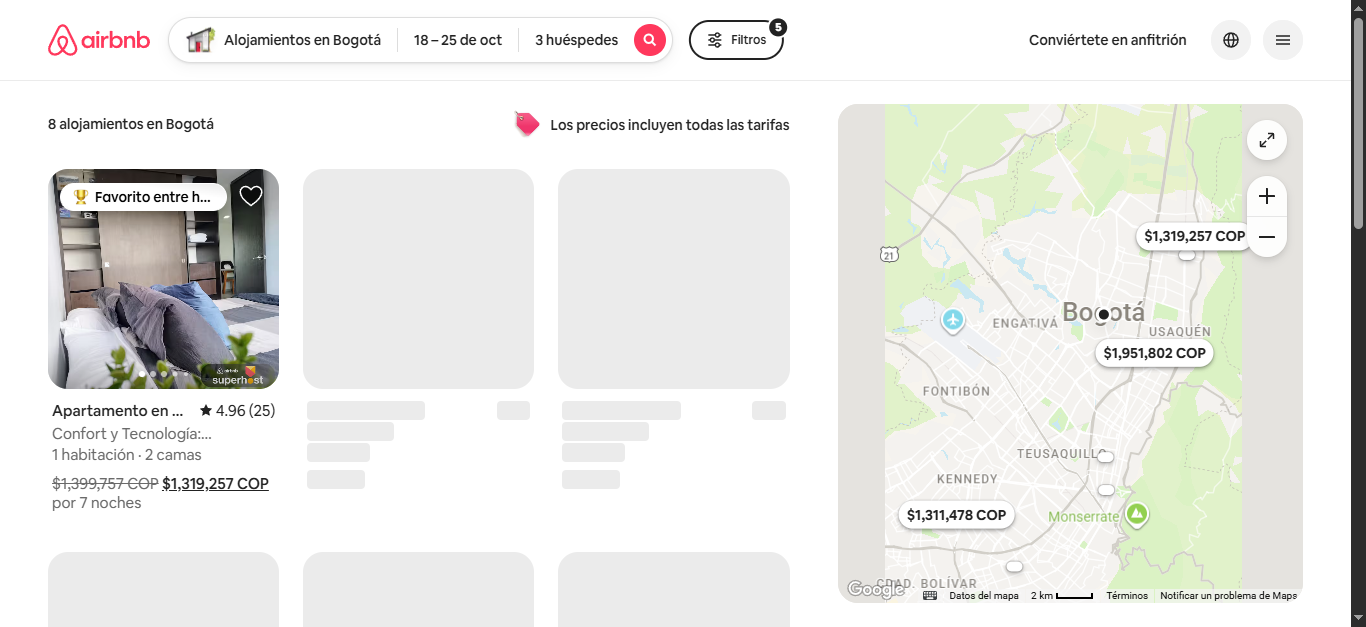 airbnb
Alojamientos en Bogotá
18 – 25 de oct
3 huéspedes
Filtros
5
Conviértete en anfitrión
8 alojamientos en Bogotá
Los precios incluyen todas las tarifas
Favorito entre h...
airbnb
superhost
Apartamento en ...
4.96 (25)
Confort y Tecnología:...
1 habitación · 2 camas
$1,399,757 COP $1,319,257 COP
por 7 noches
$1,319,257 COP
21
Bogotá
ENGATIVÁ
USAQUÉN
$1,951,802 COP
FONTIBÓN
TEUSAQUILLO
KENNEDY
$1,311,478 COP
Monserrate
CDAD. BOLÍVAR
Google
Datos del mapa
2 km
Términos
Notificar un problema de Maps